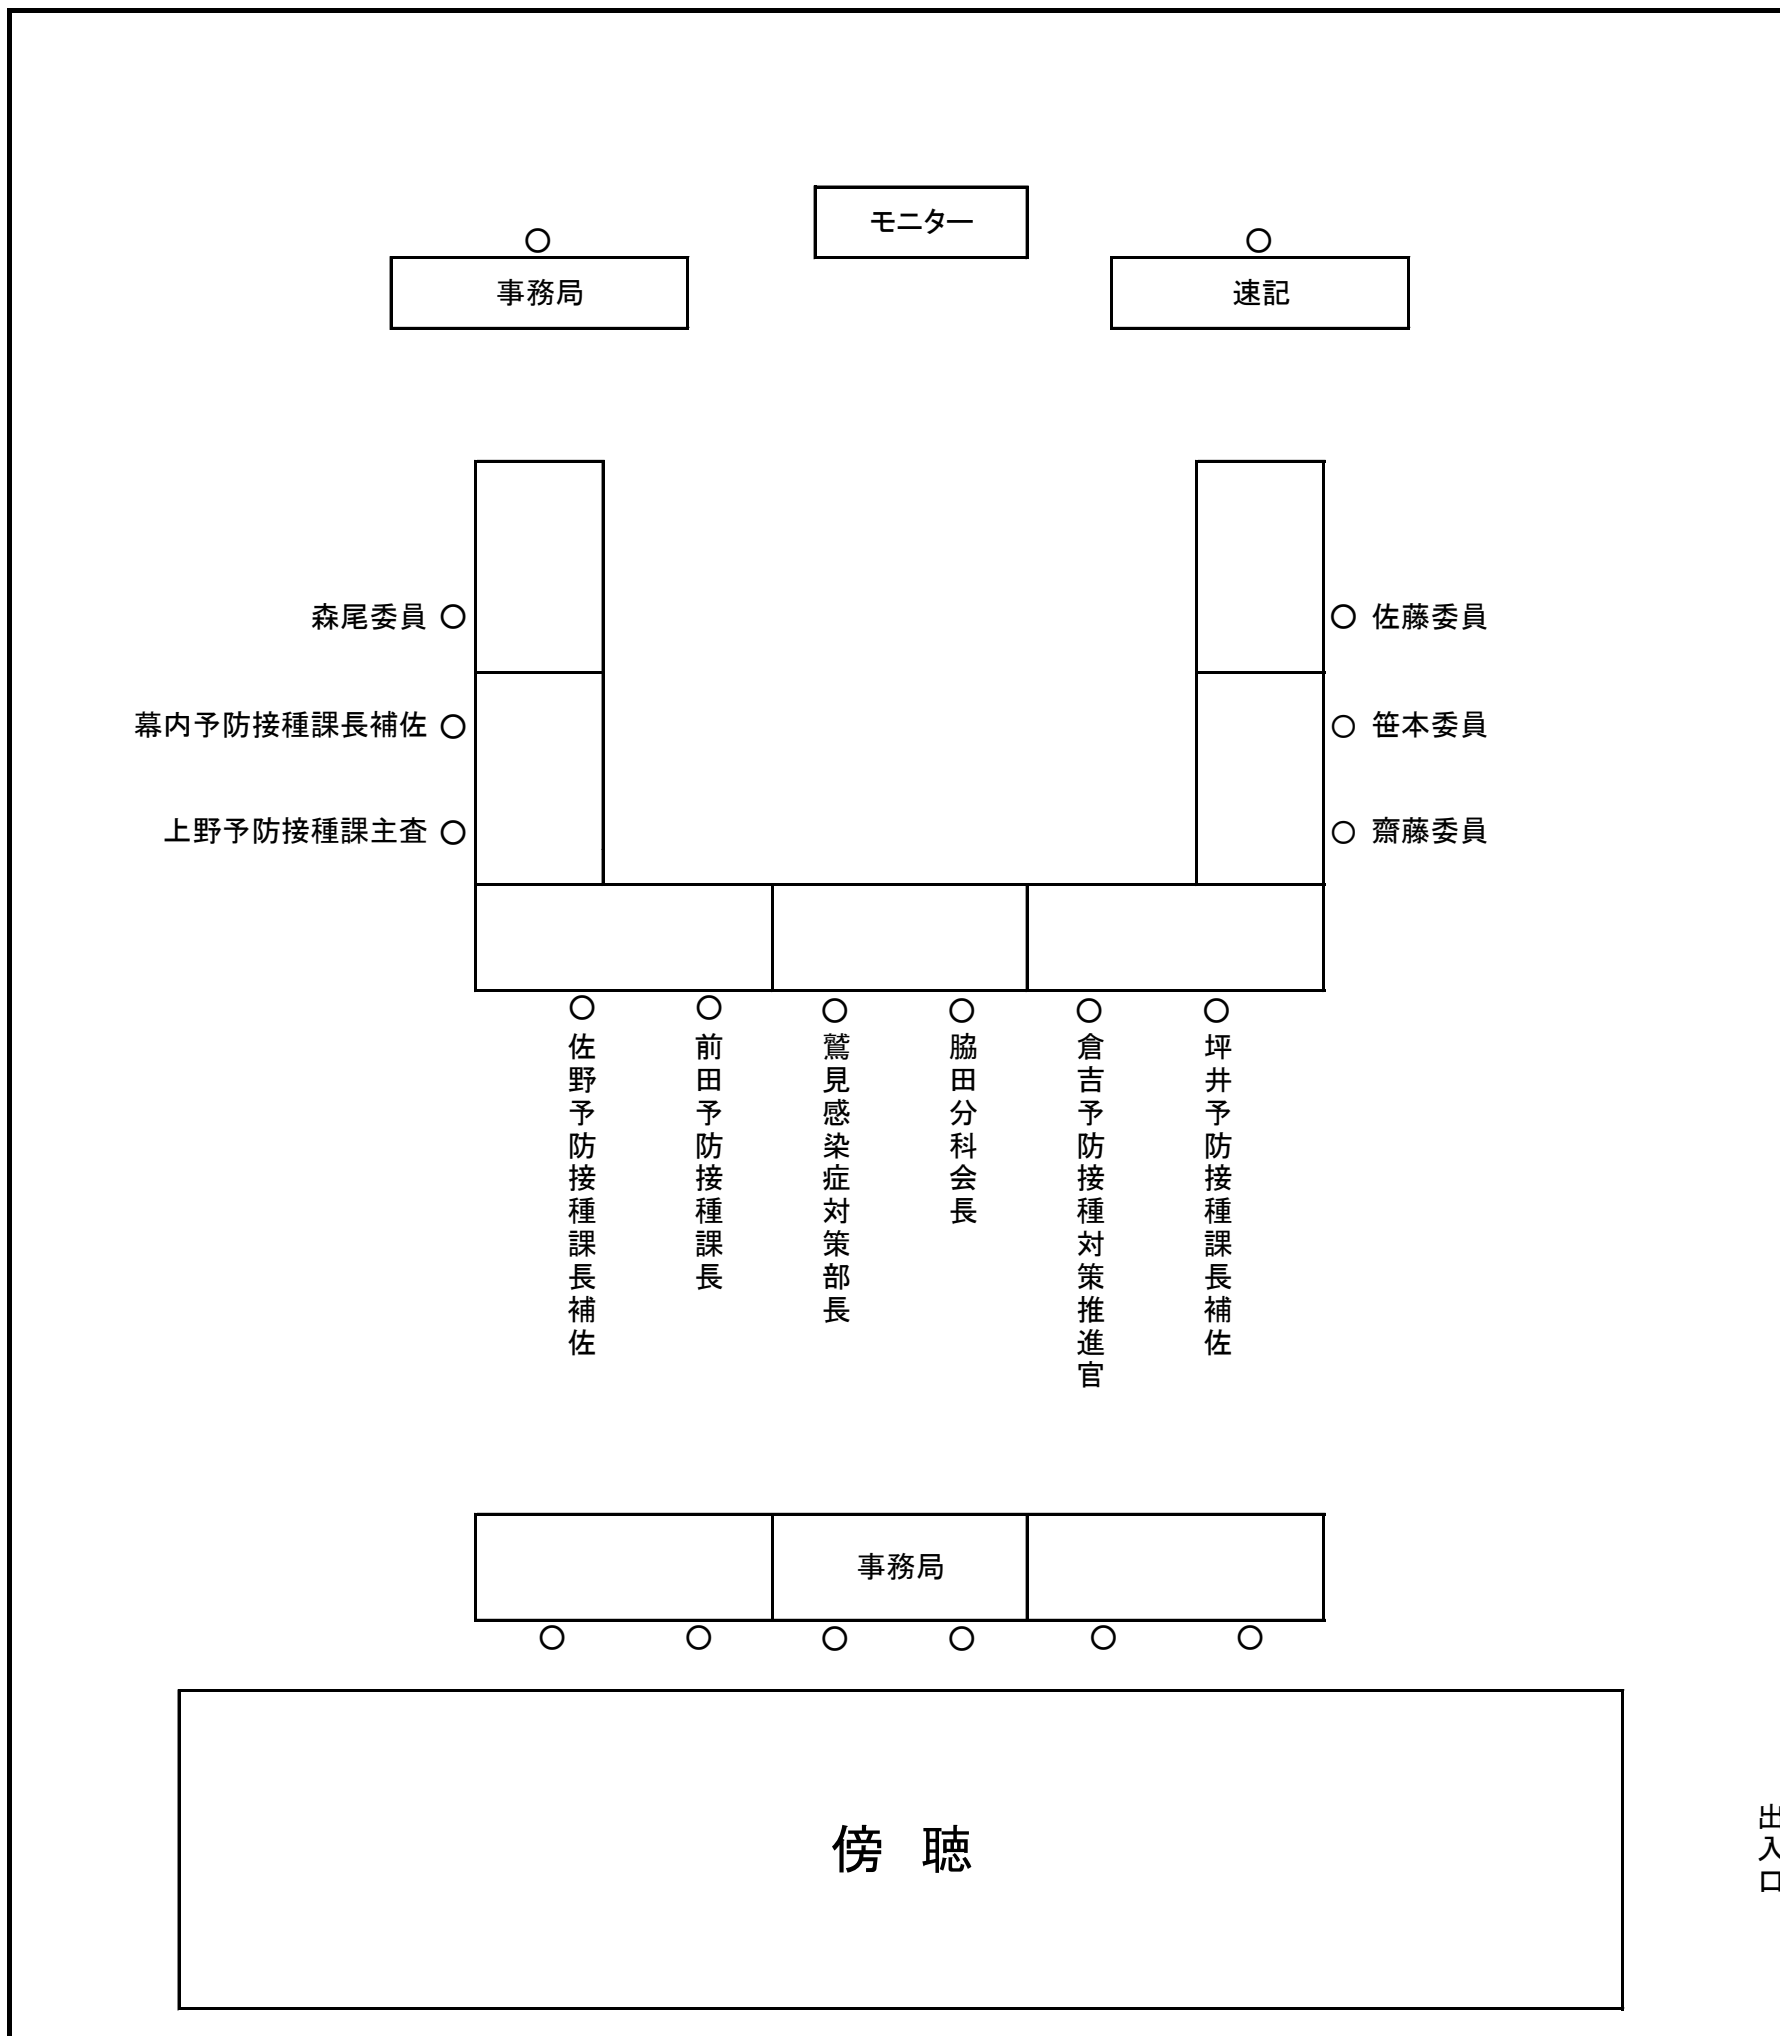 モニター
事務局
速記
森尾委員
佐藤委員
幕内予防接種課長補佐
笹本委員
上野予防接種課主査
齋藤委員
佐野予防接種課長補佐
前田予防接種課長
鷲見感染症対策部長
脇田分科会長
倉吉予防接種対策推進官
坪井予防接種課長補佐
事務局
傍 聴
出入口